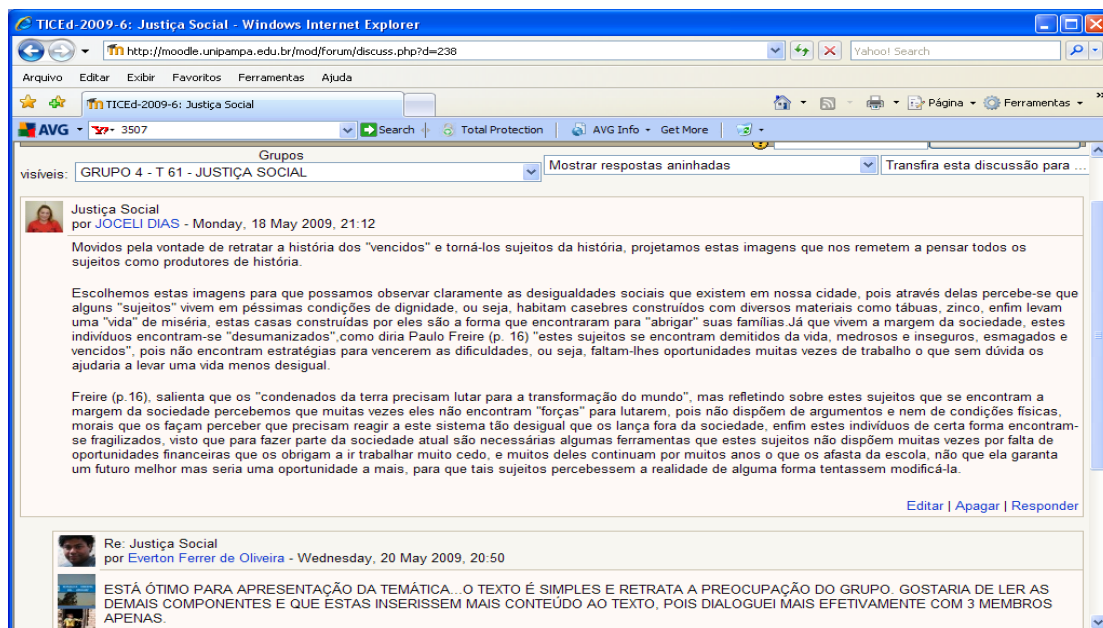 TICEd-2009-6: Justiça Social - Windows Internet Explorer
http://moodle.unipampa.edu.br/mod/forum/discuss.php?d=238
Yahoo! Search
Arquivo Editar Exibir Favoritos Ferramentas Ajuda
TICEd-2009-6: Justiça Social
Página
Ferramentas
AVG
3507
Search
Total Protection
AVG Info
Get More
Grupos
visíveis:
GRUPO 4 - T 61 - JUSTIÇA SOCIAL
Mostrar respostas aninhadas
Transfira esta discussão para ...
Justiça Social
por JOCELI DIAS - Monday, 18 May 2009, 21:12
Movidos pela vontade de retratar a história dos "vencidos" e torná-los sujeitos da história, projetamos estas imagens que nos remetem a pensar todos os
sujeitos como produtores de história.
Escolhemos estas imagens para que possamos observar claramente as desigualdades sociais que existem em nossa cidade, pois através delas percebe-se que
alguns "sujeitos" vivem em péssimas condições de dignidade, ou seja, habitam casebres construídos com diversos materiais como tábuas, zinco, enfim levam
uma "vida" de miséria, estas casas construídas por eles são a forma que encontraram para "abrigar" suas famílias.Já que vivem a margem da sociedade, estes
indivíduos encontram-se "desumanizados",como diria Paulo Freire (p. 16) "estes sujeitos se encontram demitidos da vida, medrosos e inseguros, esmagados e
vencidos", pois não encontram estratégias para vencerem as dificuldades, ou seja, faltam-lhes oportunidades muitas vezes de trabalho o que sem dúvida os
ajudaria a levar uma vida menos desigual.
Freire (p.16), salienta que os "condenados da terra precisam lutar para a transformação do mundo", mas refletindo sobre estes sujeitos que se encontram a
margem da sociedade percebemos que muitas vezes eles não encontram "forças" para lutarem, pois não dispõem de argumentos e nem de condições físicas,
morais que os façam perceber que precisam reagir a este sistema tão desigual que os lança fora da sociedade, enfim estes indivíduos de certa forma encontram-
se fragilizados, visto que para fazer parte da sociedade atual são necessárias algumas ferramentas que estes sujeitos não dispõem muitas vezes por falta de
oportunidades financeiras que os obrigam a ir trabalhar muito cedo, e muitos deles continuam por muitos anos o que os afasta da escola, não que ela garanta
um futuro melhor mas seria uma oportunidade a mais, para que tais sujeitos percebessem a realidade de alguma forma tentassem modificá-la.
Editar | Apagar | Responder
Re: Justiça Social
por Everton Ferrer de Oliveira - Wednesday, 20 May 2009, 20:50
ESTÁ ÓTIMO PARA APRESENTAÇÃO DA TEMÁTICA...O TEXTO É SIMPLES E RETRATA A PREOCUPAÇÃO DO GRUPO. GOSTARIA DE LER AS
DEMAIS COMPONENTES E QUE ESTAS INSERISSEM MAIS CONTEÚDO AO TEXTO, POIS DIALOGUEI MAIS EFETIVAMENTE COM 3 MEMBROS
APENAS.